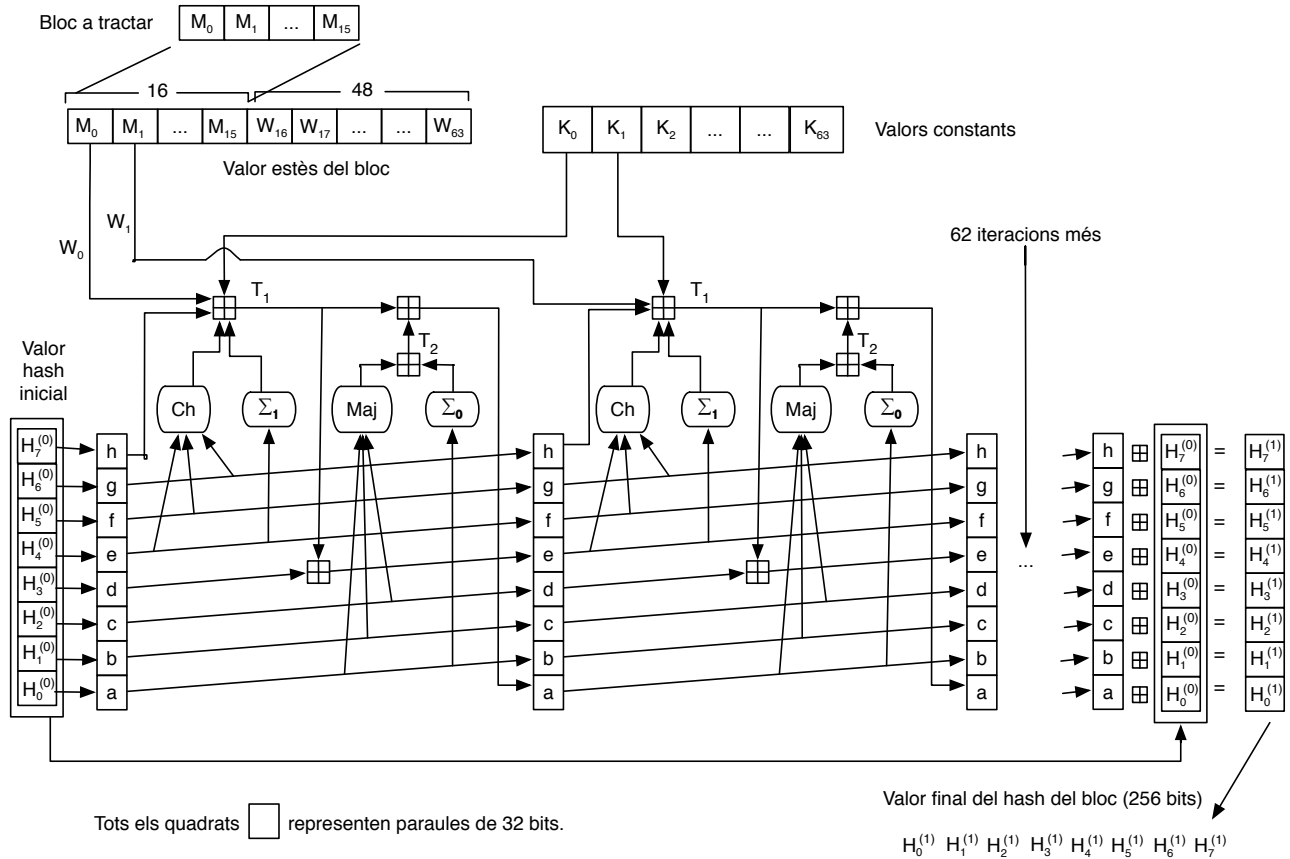 Bloc a tractar M₀ M₁ ... M₁₅
16 48
M₀ M₁ ... M₁₅ W₁₆ W₁₇ ... ... W₆₃
Valor estès del bloc
K₀ K₁ K₂ ... ... K₆₃
Valors constants
W₀
W₁
62 iteracions més
T₁
T₂
T₁
T₂
Valor
hash
inicial
Ch Σ₁ Maj Σ₀
Ch Σ₁ Maj Σ₀
H₇⁽⁰⁾ h h h h H₇⁽⁰⁾ = H₇⁽¹⁾
H₆⁽⁰⁾ g g g g H₆⁽⁰⁾ = H₆⁽¹⁾
H₅⁽⁰⁾ f f f f H₅⁽⁰⁾ = H₅⁽¹⁾
H₄⁽⁰⁾ e e e e H₄⁽⁰⁾ = H₄⁽¹⁾
...
H₃⁽⁰⁾ d d d d H₃⁽⁰⁾ = H₃⁽¹⁾
H₂⁽⁰⁾ c c c c H₂⁽⁰⁾ = H₂⁽¹⁾
H₁⁽⁰⁾ b b b b H₁⁽⁰⁾ = H₁⁽¹⁾
H₀⁽⁰⁾ a a a a H₀⁽⁰⁾ = H₀⁽¹⁾
Tots els quadrats representen paraules de 32 bits.
Valor final del hash del bloc (256 bits)
H₀⁽¹⁾ H₁⁽¹⁾ H₂⁽¹⁾ H₃⁽¹⁾ H₄⁽¹⁾ H₅⁽¹⁾ H₆⁽¹⁾ H₇⁽¹⁾